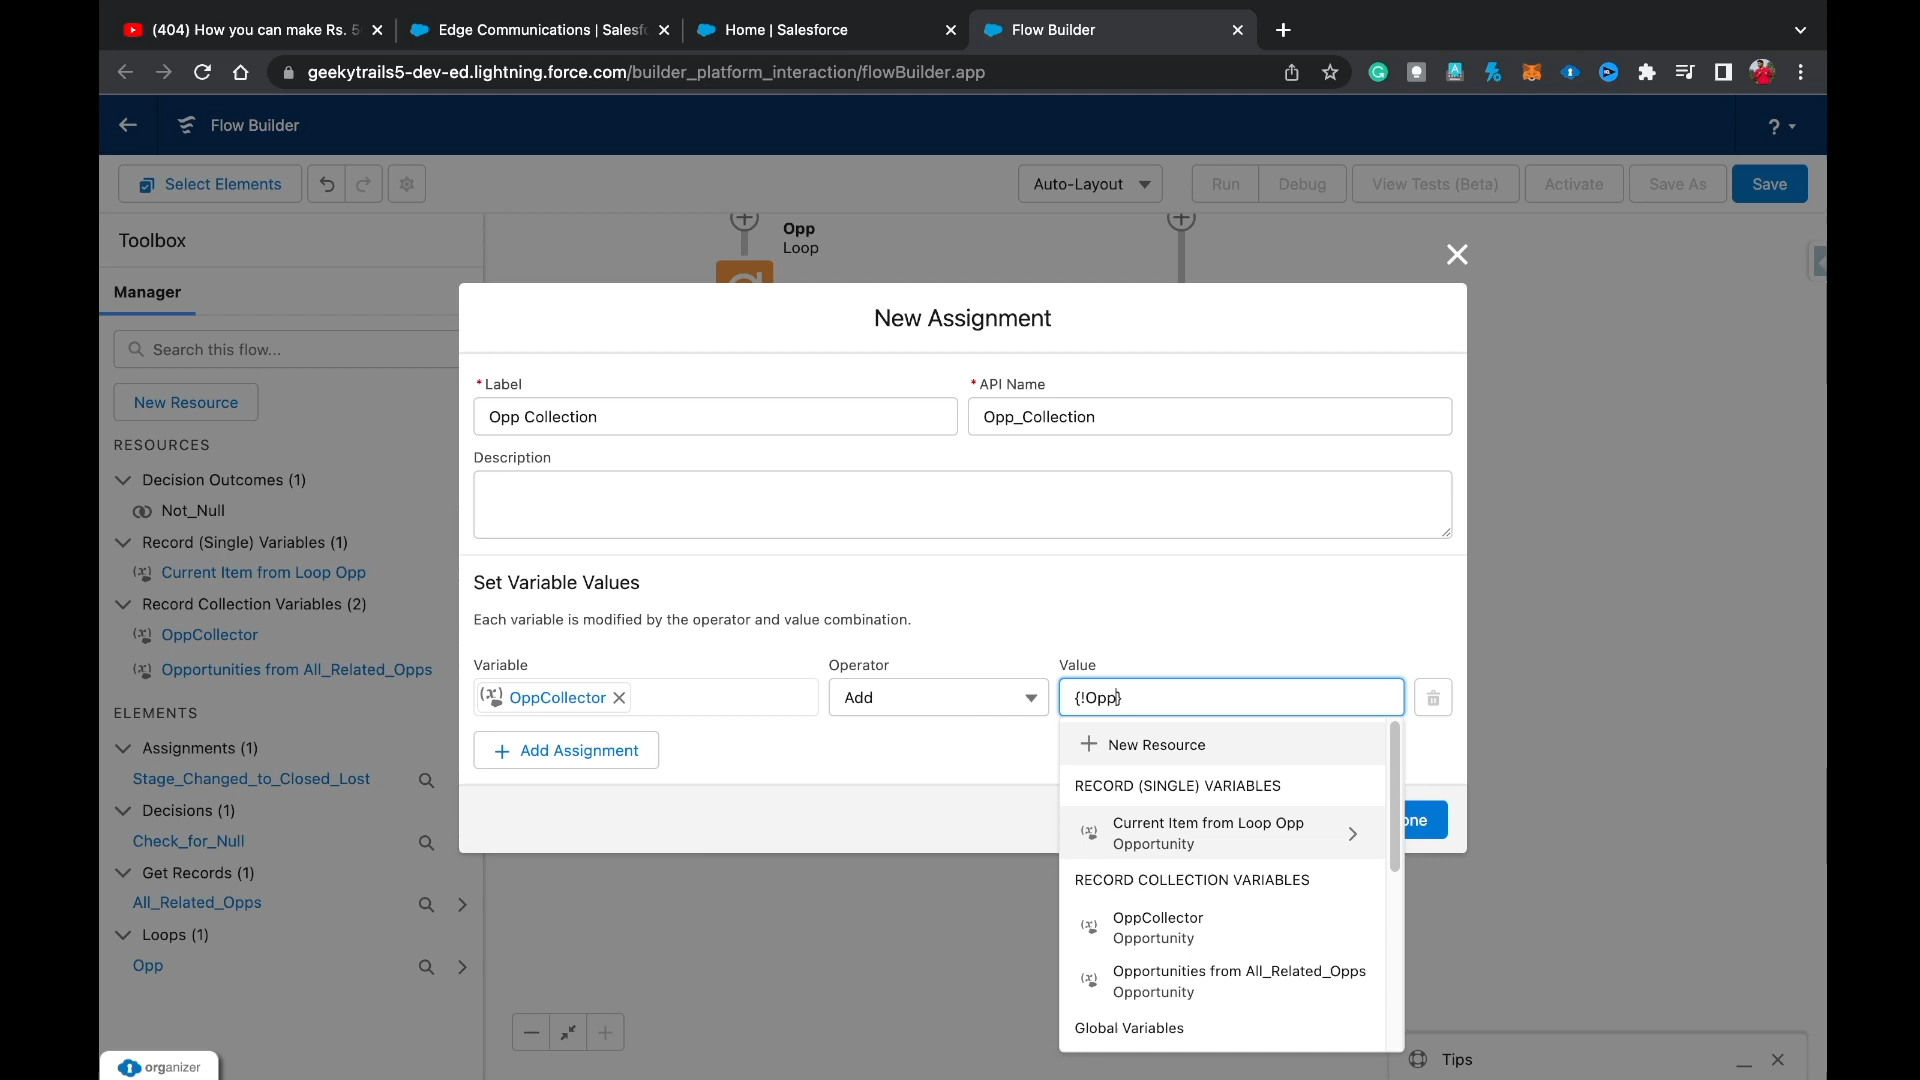 (404) How you can make Rs. 5
Edge Communications | Salesf
Home | Salesforce
Flow Builder
geekytrails5-dev-ed.lightning.force.com/builder_platform_interaction/flowBuilder.app
Flow Builder
?
Select Elements
Auto-Layout
Run
Debug
View Tests (Beta)
Activate
Save As
Save
Toolbox
Opp
Loop
Manager
Search this flow...
New Resource
RESOURCES
Decision Outcomes (1)
Not_Null
Record (Single) Variables (1)
Current Item from Loop Opp
Record Collection Variables (2)
OppCollector
Opportunities from All_Related_Opps
ELEMENTS
Assignments (1)
Stage_Changed_to_Closed_Lost
Decisions (1)
Check_for_Null
Get Records (1)
All_Related_Opps
Loops (1)
Opp
New Assignment
* Label
* API Name
Opp Collection
Opp_Collection
Description
Set Variable Values
Each variable is modified by the operator and value combination.
Variable
Operator
Value
OppCollector
Add
{!Opp}
Add Assignment
New Resource
RECORD (SINGLE) VARIABLES
Current Item from Loop Opp
Opportunity
one
RECORD COLLECTION VARIABLES
OppCollector
Opportunity
Opportunities from All_Related_Opps
Opportunity
Global Variables
Tips
organizer